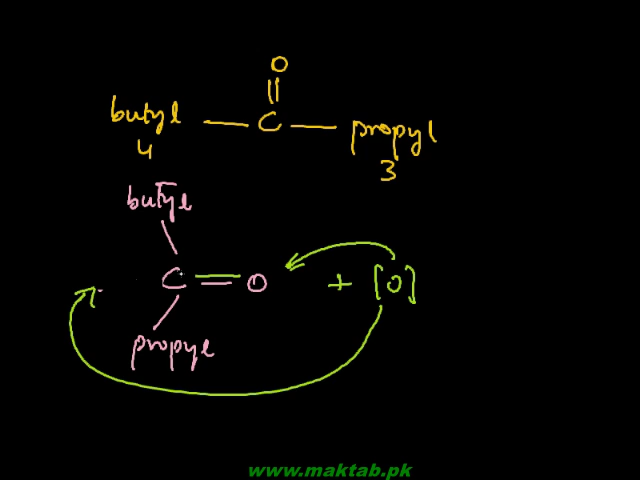 O
butyl — C — propyl
4 3
butyl
C = O + [O]
propyl
www.maktab.pk